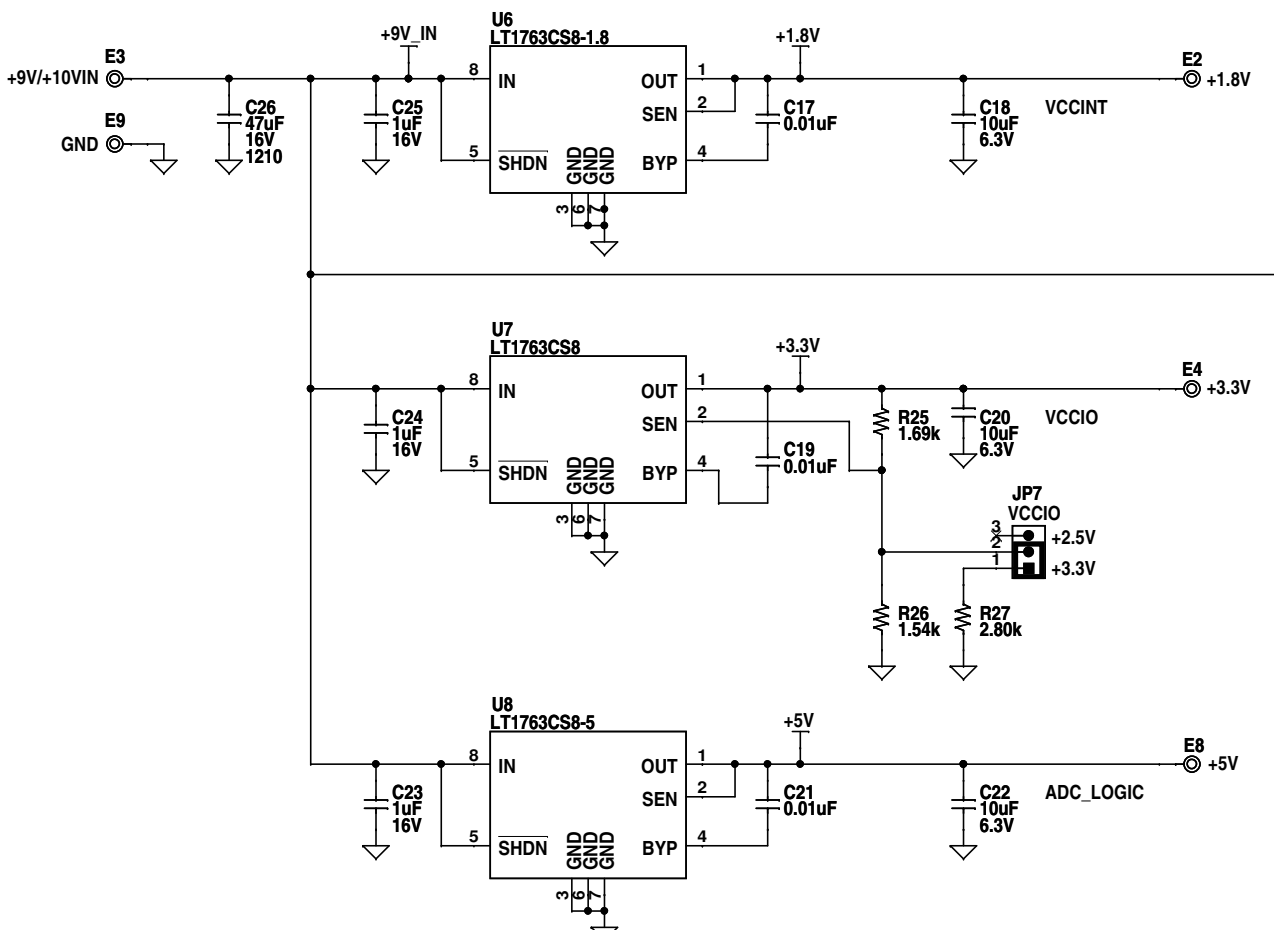 U6
LT1763CS8-1.8
+9V_IN
+1.8V
E3
+9V/+10VIN
8
IN
OUT
1
E2
+1.8V
C26
47uF
16V
1210
C25
1uF
16V
SEN
2
C17
0.01uF
C18
10uF
6.3V
VCCINT
E9
GND
5
SHDN
GND
GND
GND
BYP
4
3
6
7
U7
LT1763CS8
+3.3V
8
IN
OUT
1
E4
+3.3V
C24
1uF
16V
SEN
2
R25
1.69k
C20
10uF
6.3V
VCCIO
5
SHDN
GND
GND
GND
BYP
4
C19
0.01uF
3
6
7
JP7
VCCIO
3
+2.5V
2
1
+3.3V
R26
1.54k
R27
2.80k
U8
LT1763CS8-5
+5V
8
IN
OUT
1
E8
+5V
C23
1uF
16V
SEN
2
C21
0.01uF
C22
10uF
6.3V
ADC_LOGIC
5
SHDN
GND
GND
GND
BYP
4
3
6
7